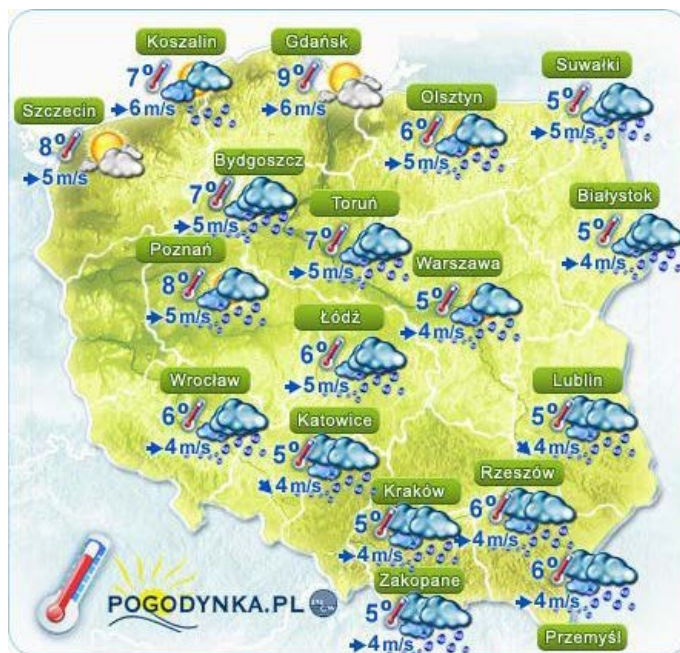 Koszalin
7°
6 m/s
Gdańsk
9°
6 m/s
Suwałki
5°
5 m/s
Szczecin
8°
5 m/s
Olsztyn
6°
5 m/s
Bydgoszcz
7°
5 m/s
Toruń
7°
5 m/s
Białystok
5°
4 m/s
Poznań
8°
5 m/s
Warszawa
5°
4 m/s
Łódź
6°
5 m/s
Wrocław
6°
4 m/s
Katowice
5°
4 m/s
Lublin
5°
4 m/s
Kraków
5°
4 m/s
Rzeszów
6°
4 m/s
Zakopane
5°
4 m/s
6°
4 m/s
Przemyśl
POGODYNKA.PL